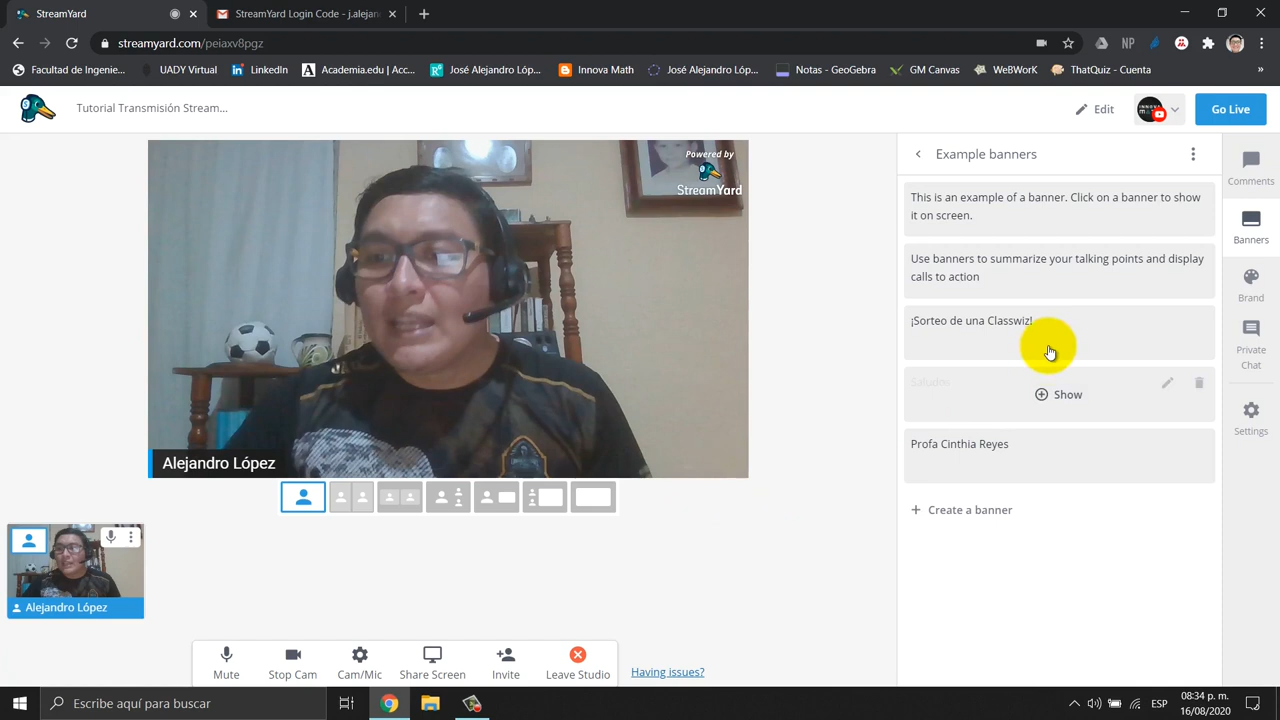 StreamYard
StreamYard Login Code - j.alejan
streamyard.com/peiaxv8pgz
NP
Facultad de Ingenie...
UADY Virtual
LinkedIn
Academia.edu | Acc...
José Alejandro Lóp...
Innova Math
José Alejandro Lóp...
Notas - GeoGebra
GM Canvas
WeBWorK
ThatQuiz - Cuenta
»
Tutorial Transmisión Stream...
Edit
Go Live
Powered by
StreamYard
Alejandro López
Alejandro López
Example banners
This is an example of a banner. Click on a banner to show
it on screen.
Use banners to summarize your talking points and display
calls to action
¡Sorteo de una Classwiz!
Saludni
Show
Profa Cinthia Reyes
+ Create a banner
Comments
Banners
Brand
Private
Chat
Settings
Mute
Stop Cam
Cam/Mic
Share Screen
Invite
Leave Studio
Having issues?
Escribe aquí para buscar
ESP
08:34 p. m.
16/08/2020